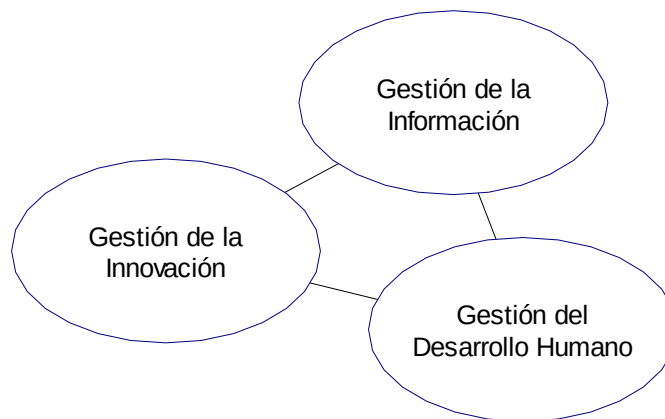 Gestión de la
Información
Gestión de la
Innovación
Gestión del
Desarrollo Humano